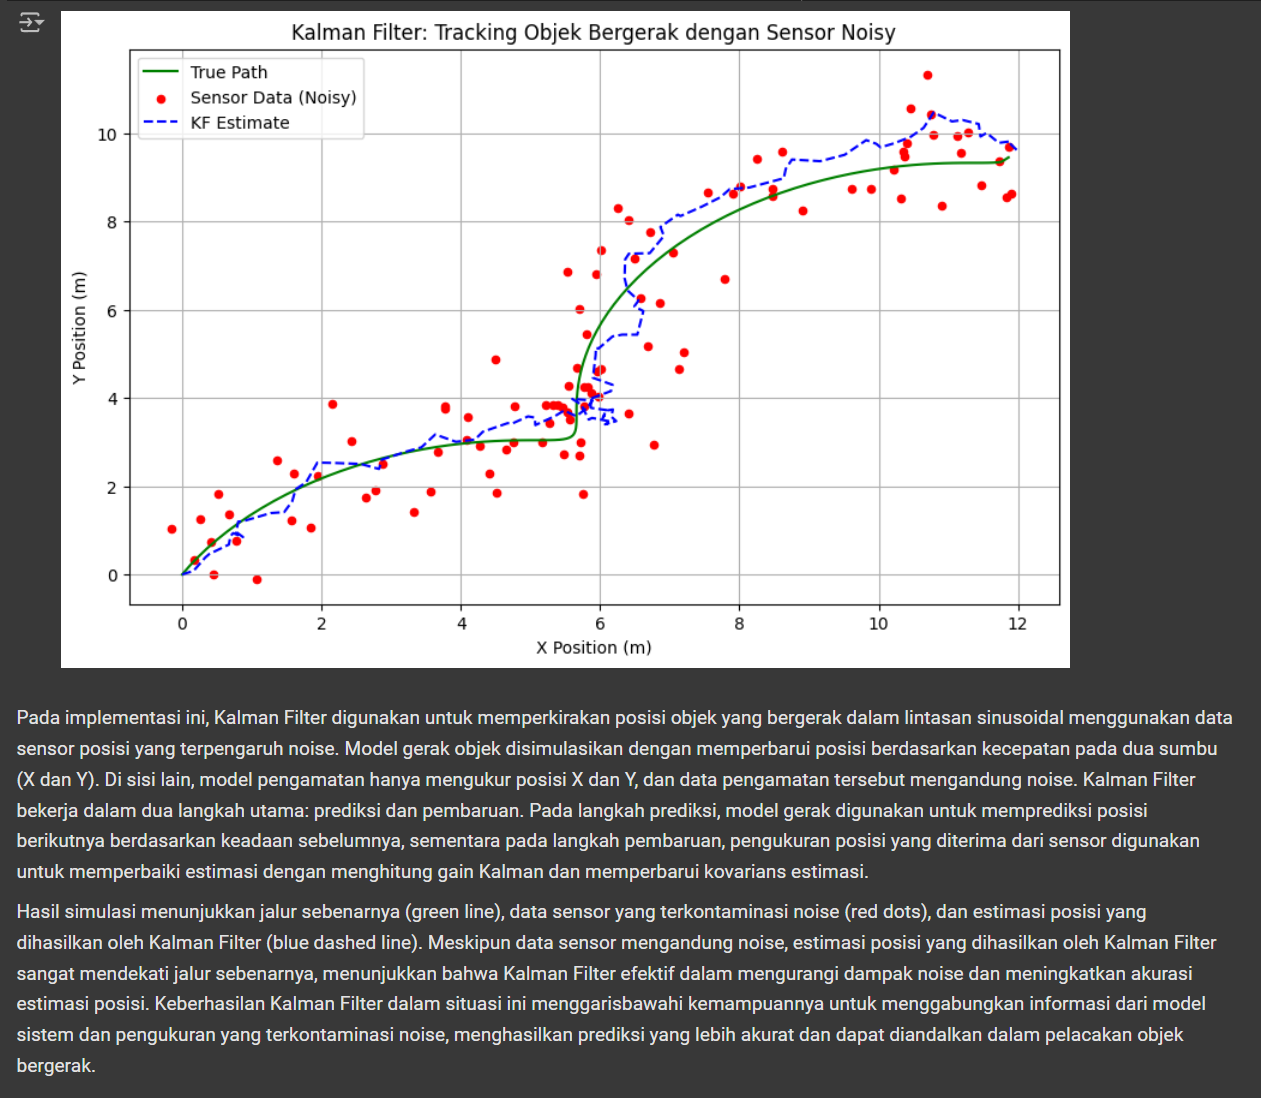 Kalman Filter: Tracking Objek Bergerak dengan Sensor Noisy
True Path
Sensor Data (Noisy)
KF Estimate
Y Position (m)
10
8
6
4
2
0
0 2 4 6 8 10 12
X Position (m)
Pada implementasi ini, Kalman Filter digunakan untuk memperkirakan posisi objek yang bergerak dalam lintasan sinusoidal menggunakan data
sensor posisi yang terpengaruh noise. Model gerak objek disimulasikan dengan memperbarui posisi berdasarkan kecepatan pada dua sumbu
(X dan Y). Di sisi lain, model pengamatan hanya mengukur posisi X dan Y, dan data pengamatan tersebut mengandung noise. Kalman Filter
bekerja dalam dua langkah utama: prediksi dan pembaruan. Pada langkah prediksi, model gerak digunakan untuk memprediksi posisi
berikutnya berdasarkan keadaan sebelumnya, sementara pada langkah pembaruan, pengukuran posisi yang diterima dari sensor digunakan
untuk memperbaiki estimasi dengan menghitung gain Kalman dan memperbarui kovarians estimasi.
Hasil simulasi menunjukkan jalur sebenarnya (green line), data sensor yang terkontaminasi noise (red dots), dan estimasi posisi yang
dihasilkan oleh Kalman Filter (blue dashed line). Meskipun data sensor mengandung noise, estimasi posisi yang dihasilkan oleh Kalman Filter
sangat mendekati jalur sebenarnya, menunjukkan bahwa Kalman Filter efektif dalam mengurangi dampak noise dan meningkatkan akurasi
estimasi posisi. Keberhasilan Kalman Filter dalam situasi ini menggarisbawahi kemampuannya untuk menggabungkan informasi dari model
sistem dan pengukuran yang terkontaminasi noise, menghasilkan prediksi yang lebih akurat dan dapat diandalkan dalam pelacakan objek
bergerak.